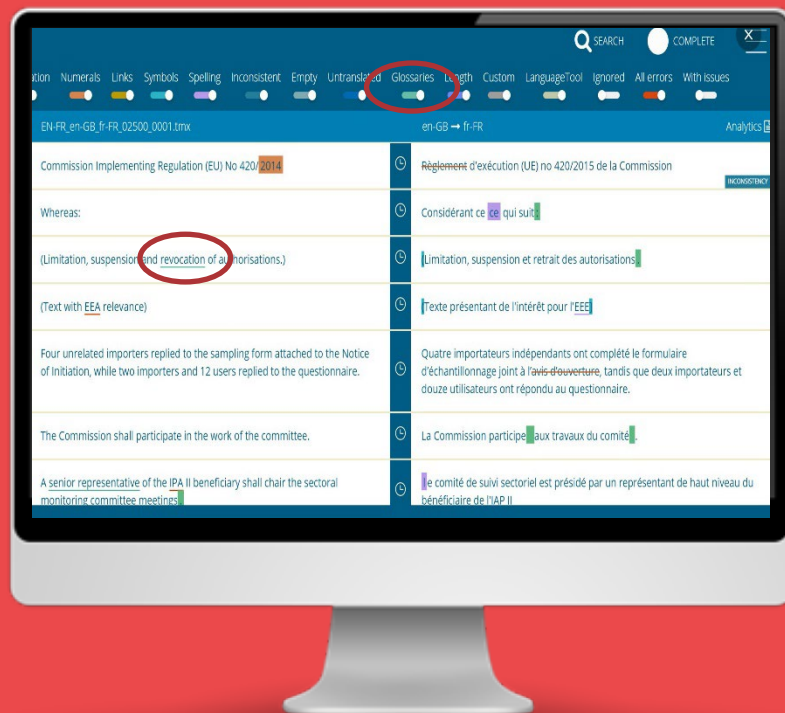 SEARCH COMPLETE X
Numerals Links Symbols Spelling Inconsistent Empty Untranslated Glossaries Length Custom LanguageTool Ignored All errors With issues
EN-FR_en-GB_fr-FR_02500_0001.tmx en-GB → fr-FR Analytics
Commission Implementing Regulation (EU) No 420/2014
Règlement d'exécution (UE) no 420/2015 de la Commission
INCONSISTENCY
Whereas:
Considérant ce ce qui suit:
(Limitation, suspension and revocation of authorisations.)
(Limitation, suspension et retrait des autorisations.
(Text with EEA relevance)
(Texte présentant de l'intérêt pour l'EEE)
Four unrelated importers replied to the sampling form attached to the Notice
of Initiation, while two importers and 12 users replied to the questionnaire.
Quatre importateurs indépendants ont complété le formulaire
d'échantillonnage joint à l'avis d'ouverture, tandis que deux importateurs et
douze utilisateurs ont répondu au questionnaire.
The Commission shall participate in the work of the committee.
La Commission participe aux travaux du comité .
A senior representative of the IPA II beneficiary shall chair the sectoral
monitoring committee meetings.
le comité de suivi sectoriel est présidé par un représentant de haut niveau du
bénéficiaire de l'IAP II